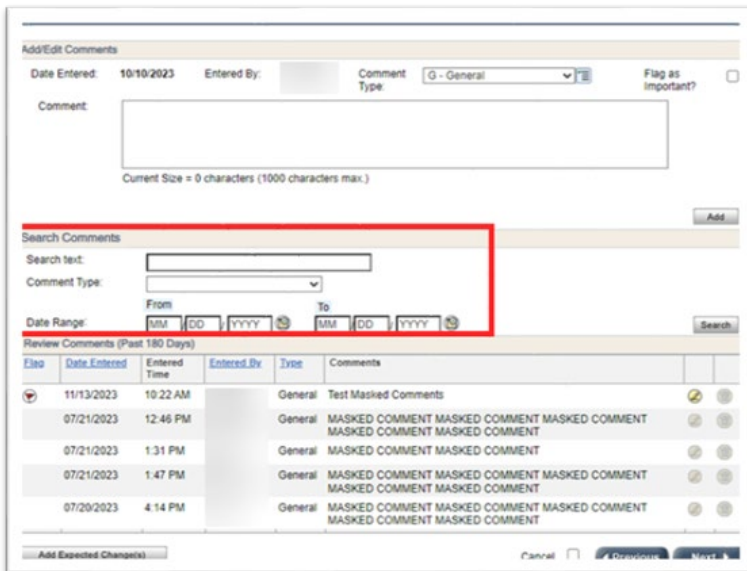 Add/Edit Comments
Date Entered: 10/10/2023 Entered By: Comment Type: G - General Flag as Important?
Comment:
Current Size = 0 characters (1000 characters max.)
Add
Search Comments
Search text:
Comment Type:
From To
Date Range: MM / DD / YYYY MM / DD / YYYY
Search
Review Comments (Past 180 Days)
Flag Date Entered Entered Time Entered By Type Comments
11/13/2023 10:22 AM General Test Masked Comments
07/21/2023 12:46 PM General MASKED COMMENT MASKED COMMENT MASKED COMMENT
MASKED COMMENT MASKED COMMENT
07/21/2023 1:31 PM General MASKED COMMENT MASKED COMMENT
07/21/2023 1:47 PM General MASKED COMMENT MASKED COMMENT MASKED COMMENT
MASKED COMMENT MASKED COMMENT
07/20/2023 4:14 PM General MASKED COMMENT MASKED COMMENT MASKED COMMENT
MASKED COMMENT MASKED COMMENT
Add Expected Change(s) Cancel Previous Next